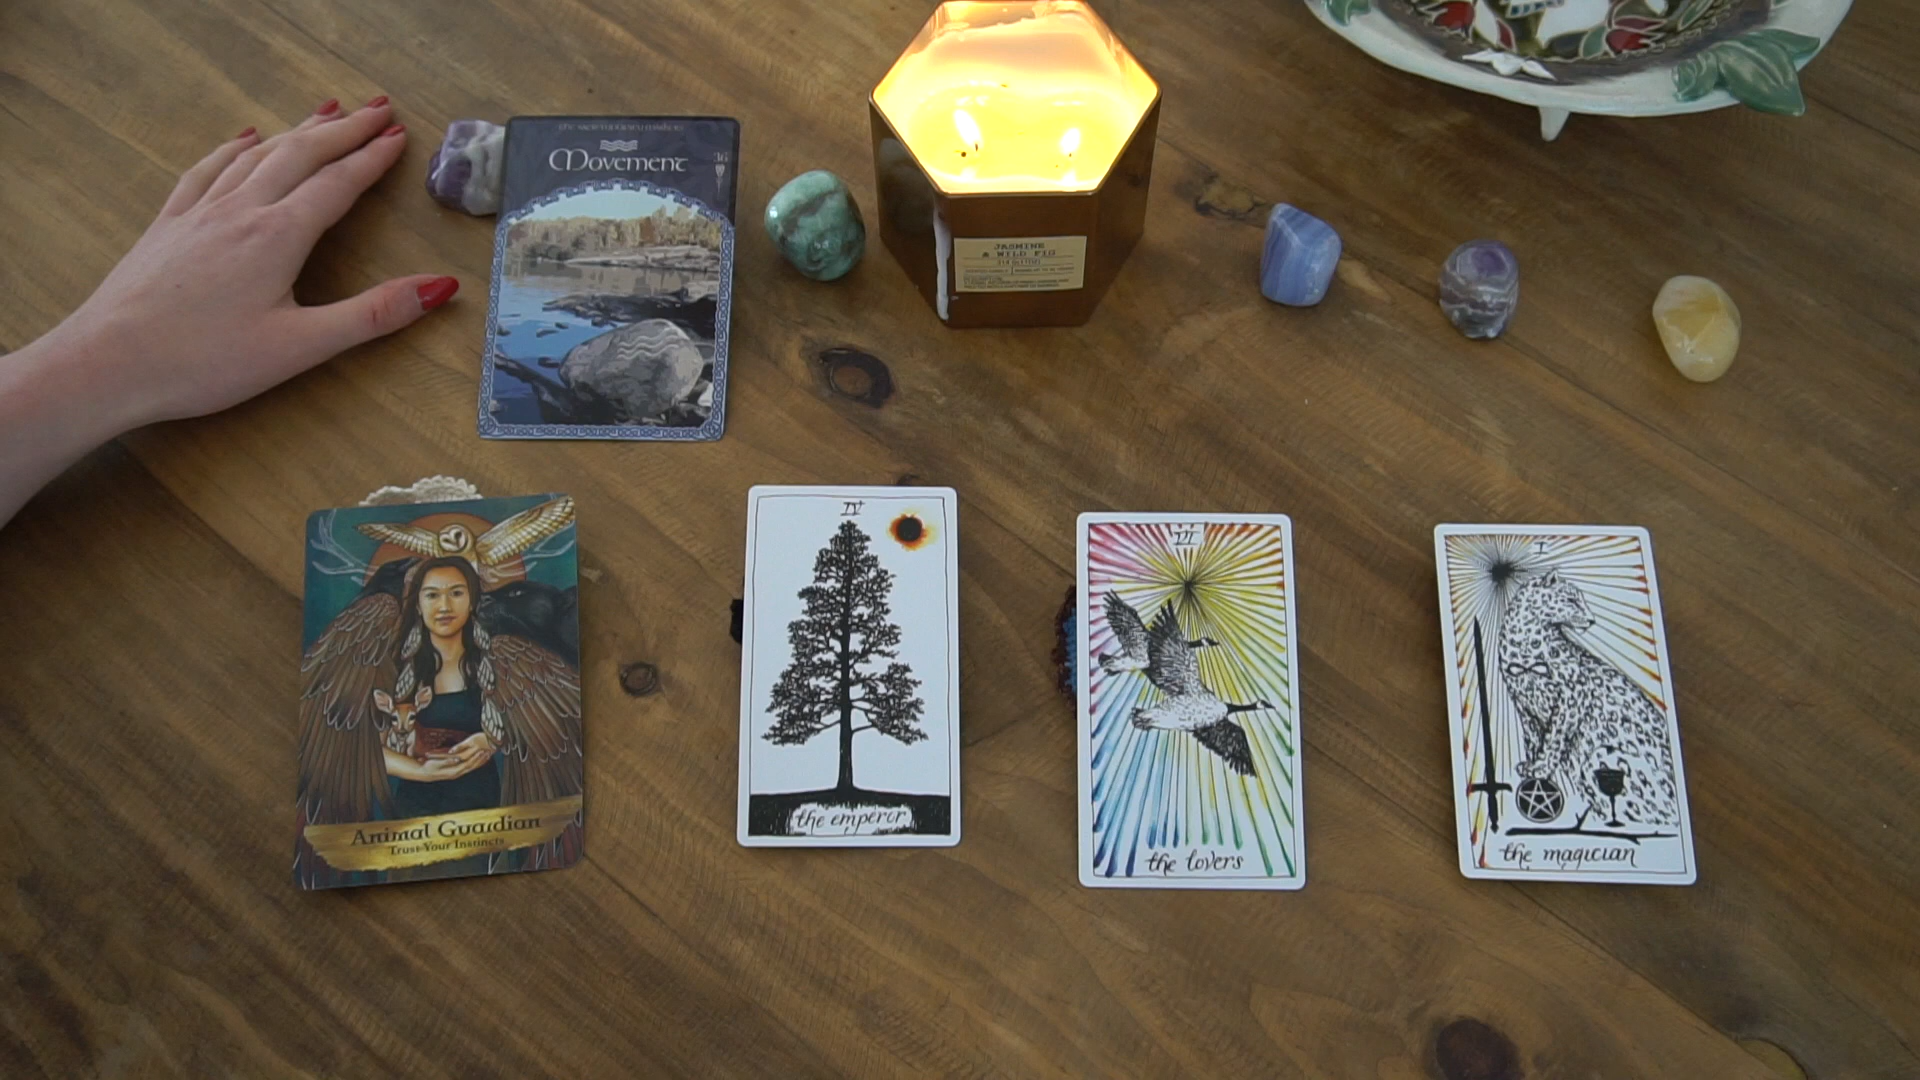 Movement
36
JASMINE
& WILD FIG
Animal Guardian
Trust Your Instincts
IV
the emperor
VI
the lovers
I
the magician